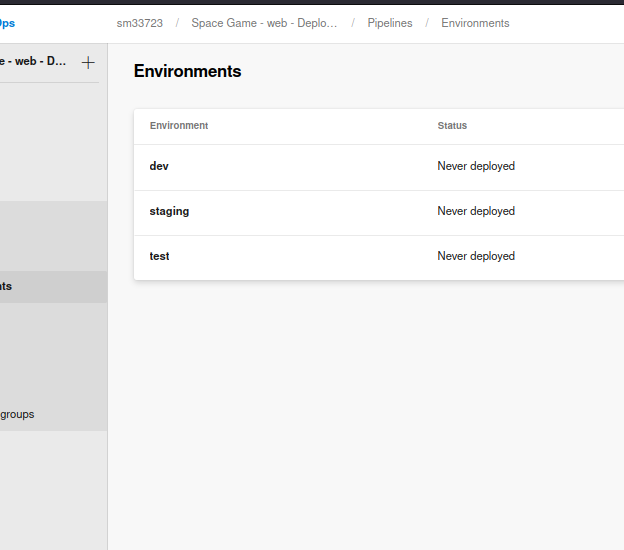 Ops
sm33723 / Space Game - web - Deplo... / Pipelines / Environments
e - web - D...
Environments
Environment Status
dev Never deployed
staging Never deployed
test Never deployed
nts
groups